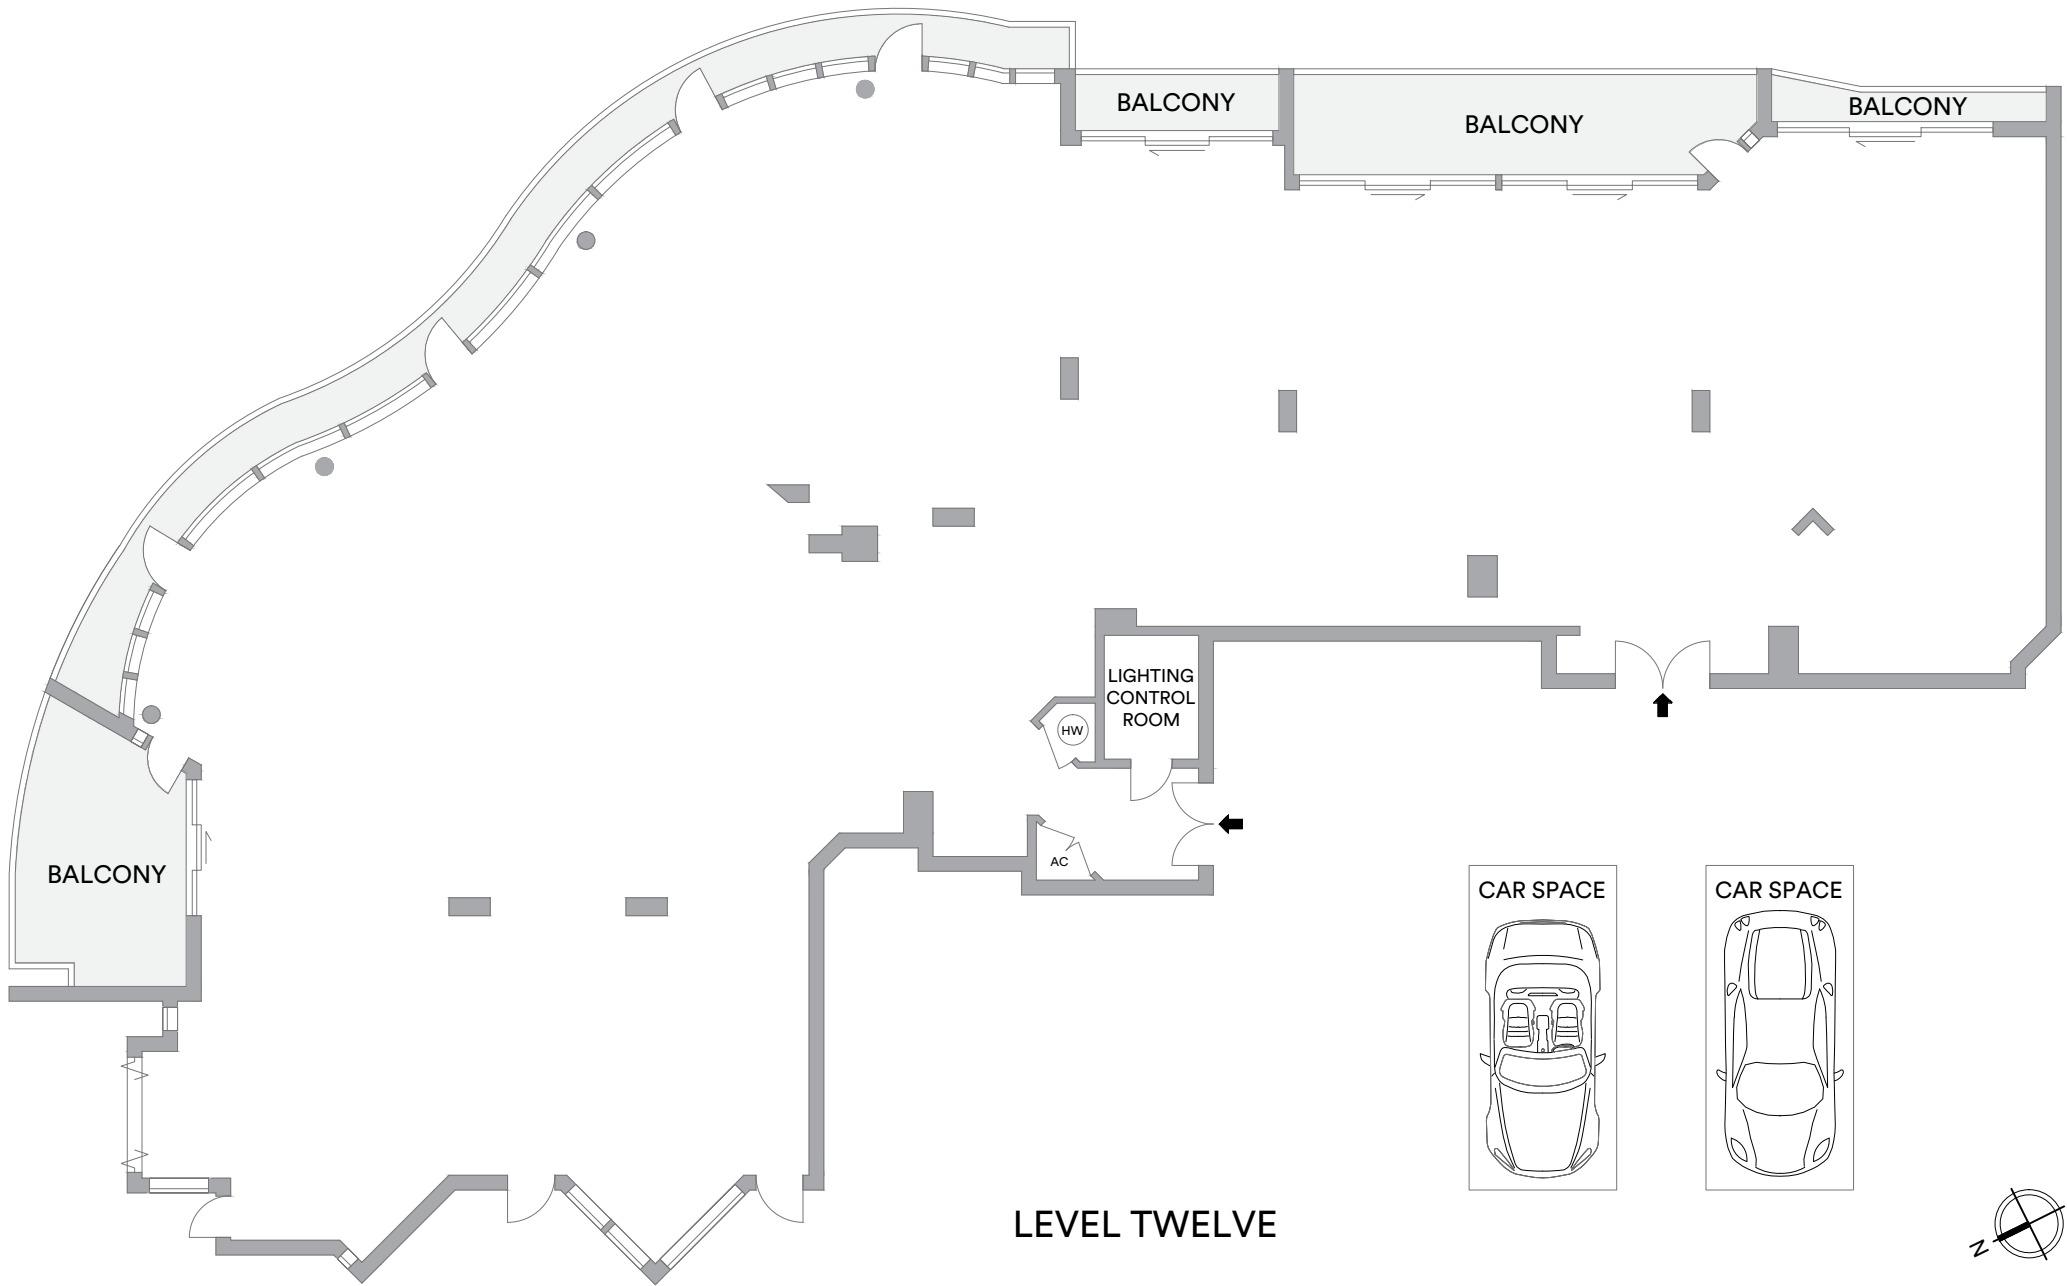 BALCONY
BALCONY
BALCONY
LIGHTING
CONTROL
ROOM
HW
AC
BALCONY
CAR SPACE
CAR SPACE
LEVEL TWELVE
N